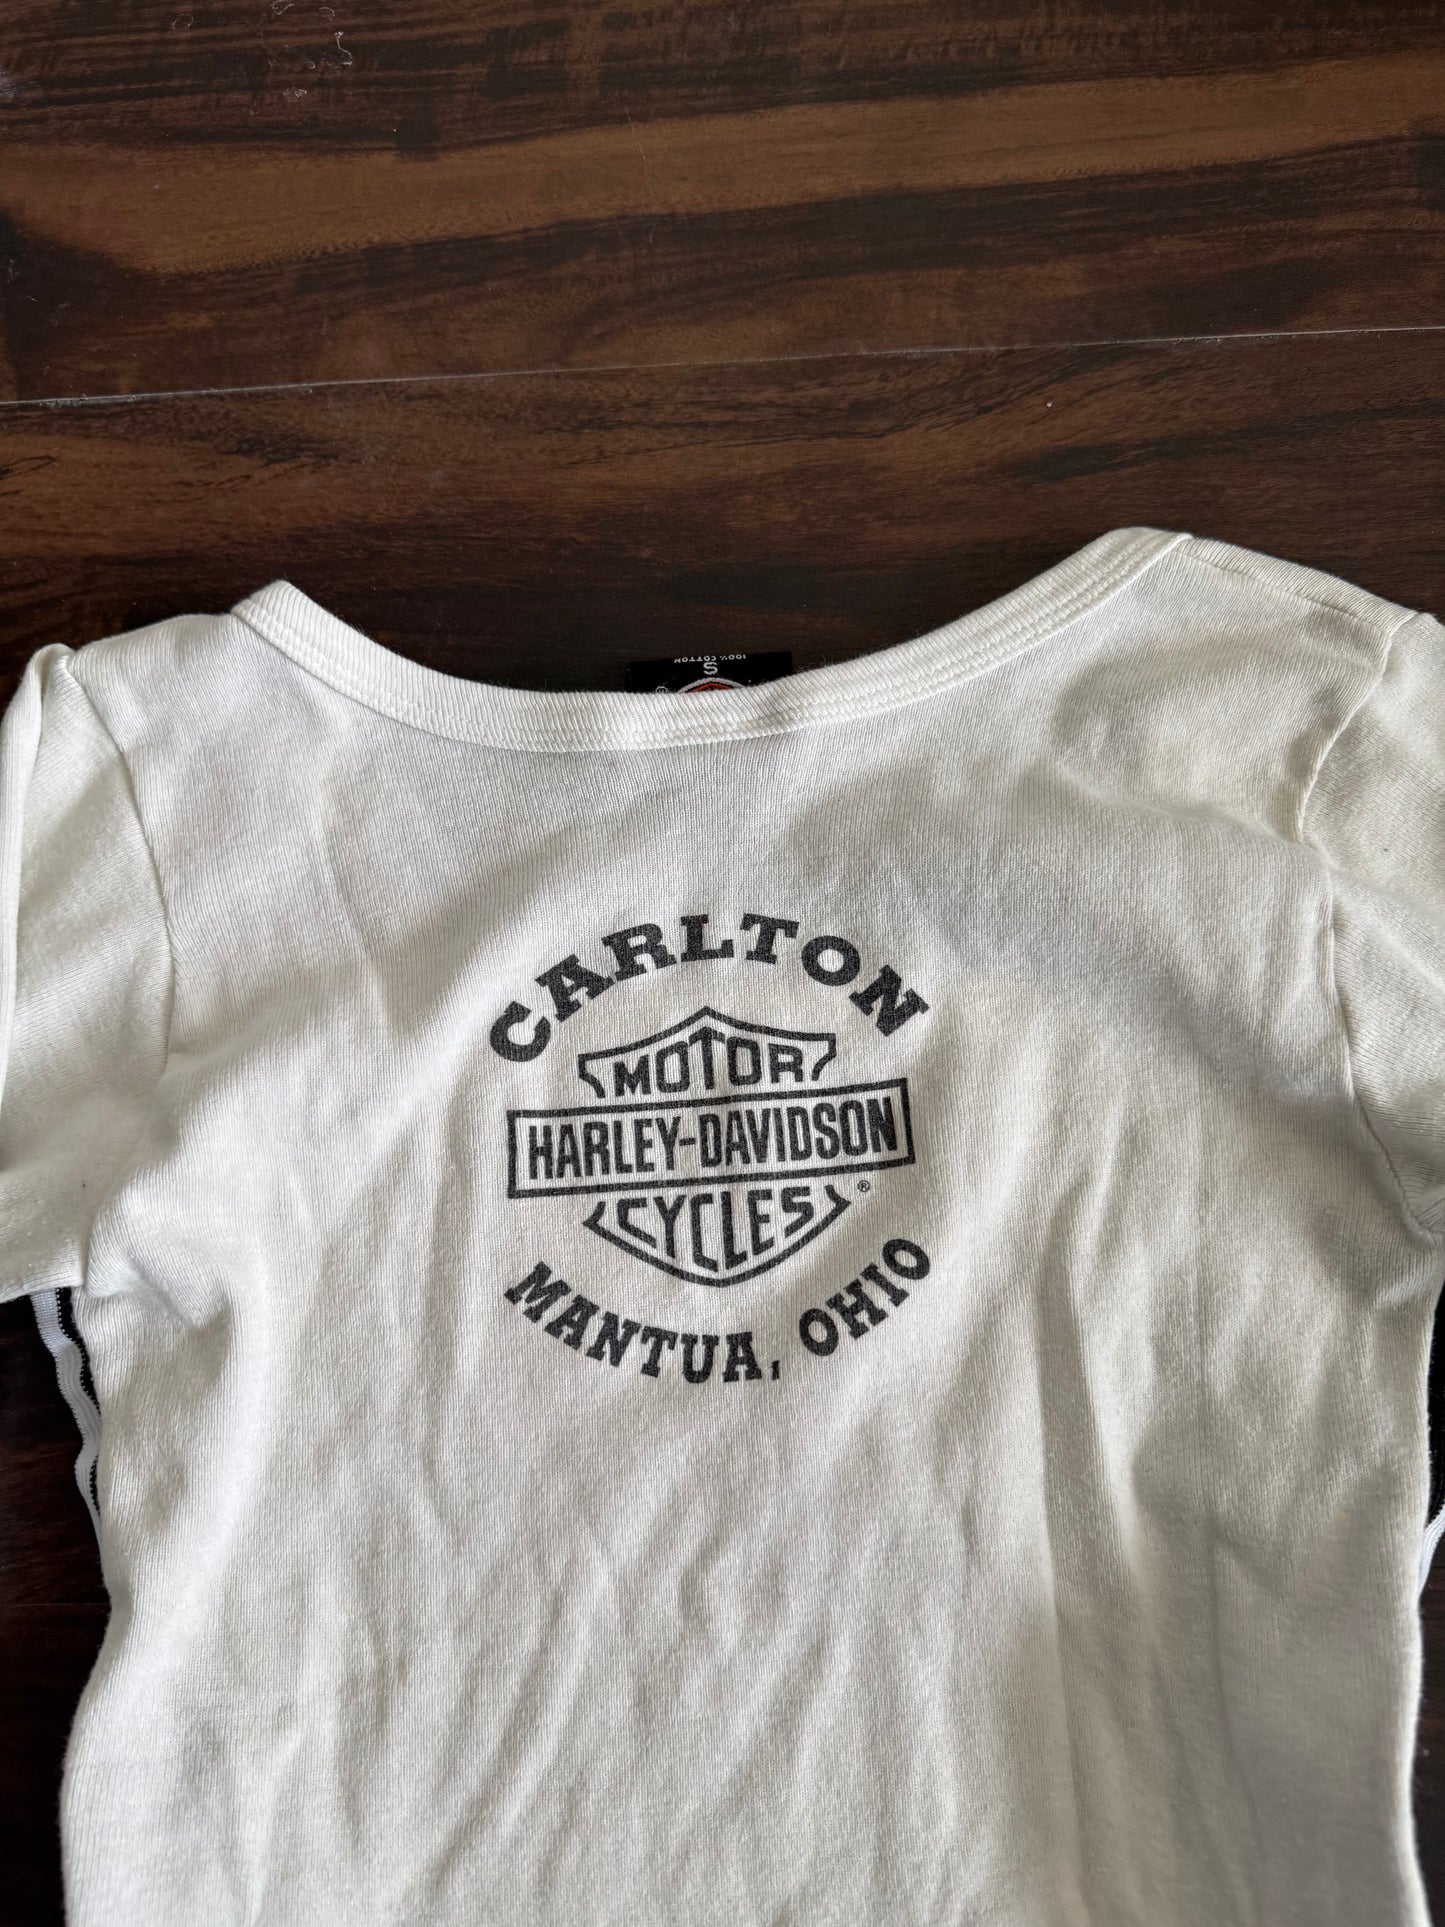 100% COTTON
S
®
CARLTON
MOTOR
HARLEY-DAVIDSON
CYCLES ®
MANTUA, OHIO